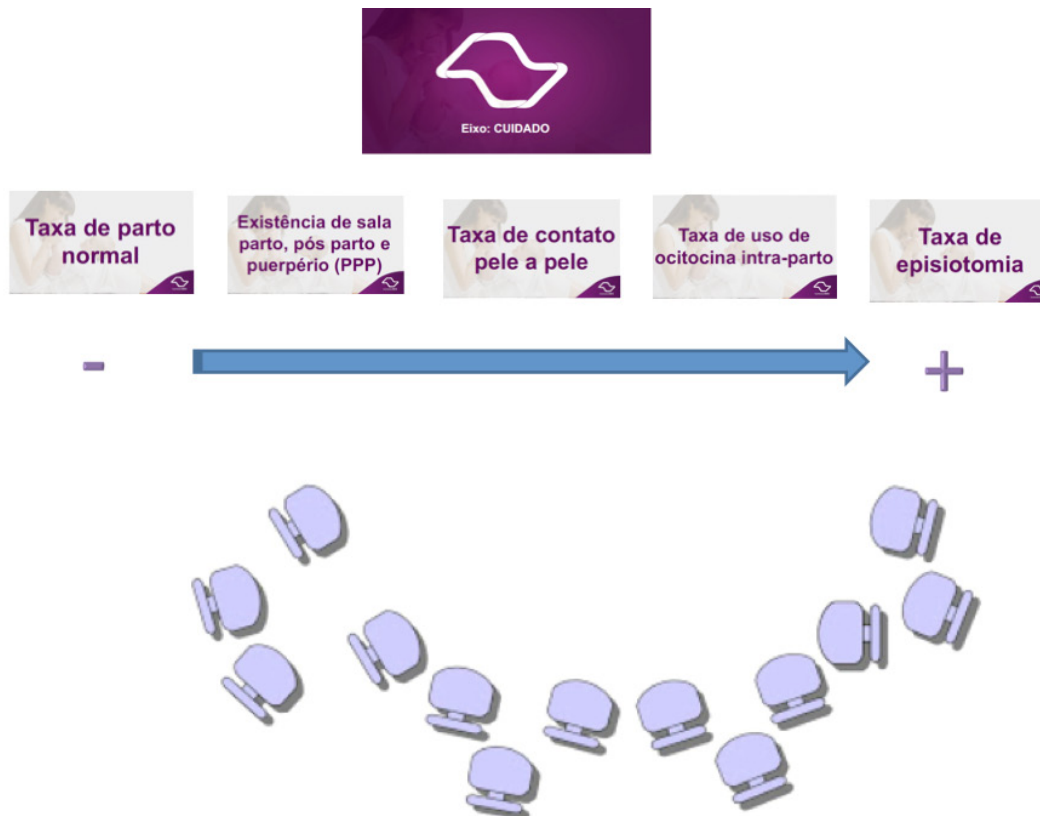 Eixo: CUIDADO
Taxa de parto
normal
Existência de sala
parto, pós parto e
puerpério (PPP)
Taxa de contato
pele a pele
Taxa de uso de
ocitocina intra-parto
Taxa de
episiotomia
- +